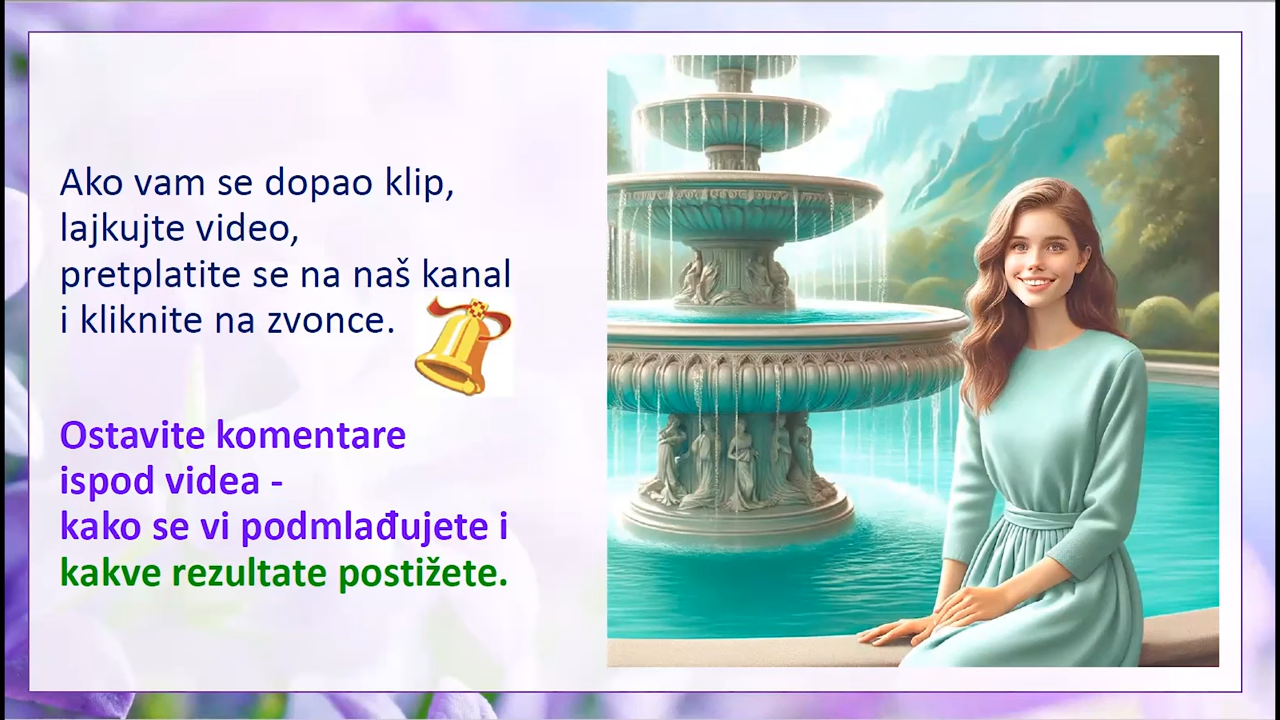 Ako vam se dopao klip,
lajkujte video,
pretplatite se na naš kanal
i kliknite na zvonce.
Ostavite komentare
ispod videa -
kako se vi podmlađujete i
kakve rezultate postižete.